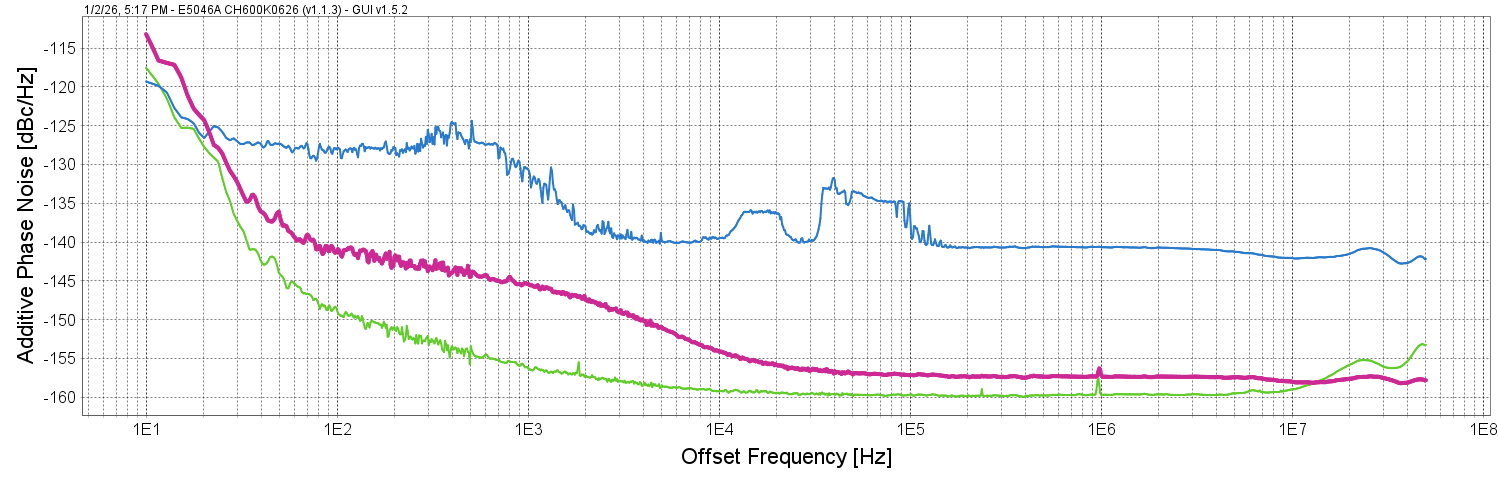 1/2/26, 5:17 PM - E5046A CH600K0626 (v1.1.3) - GUI v1.5.2
Additive Phase Noise [dBc/Hz]
-115
-120
-125
-130
-135
-140
-145
-150
-155
-160
1E1 1E2 1E3 1E4 1E5 1E6 1E7 1E8
Offset Frequency [Hz]